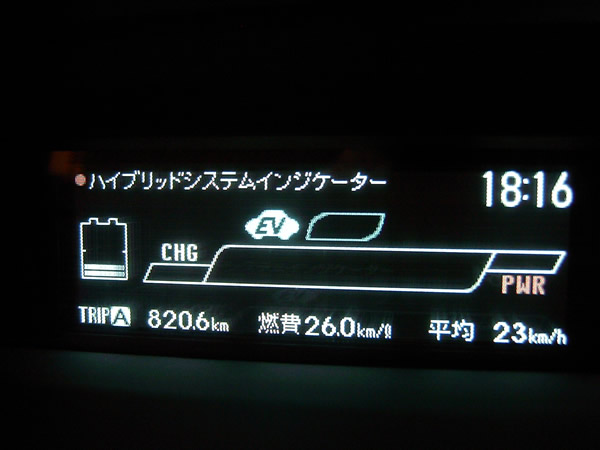 ハイブリッドシステムインジケーター 18:16
EV
CHG
PWR
TRIP A 820.6km 燃費26.0km/ℓ 平均 23km/h